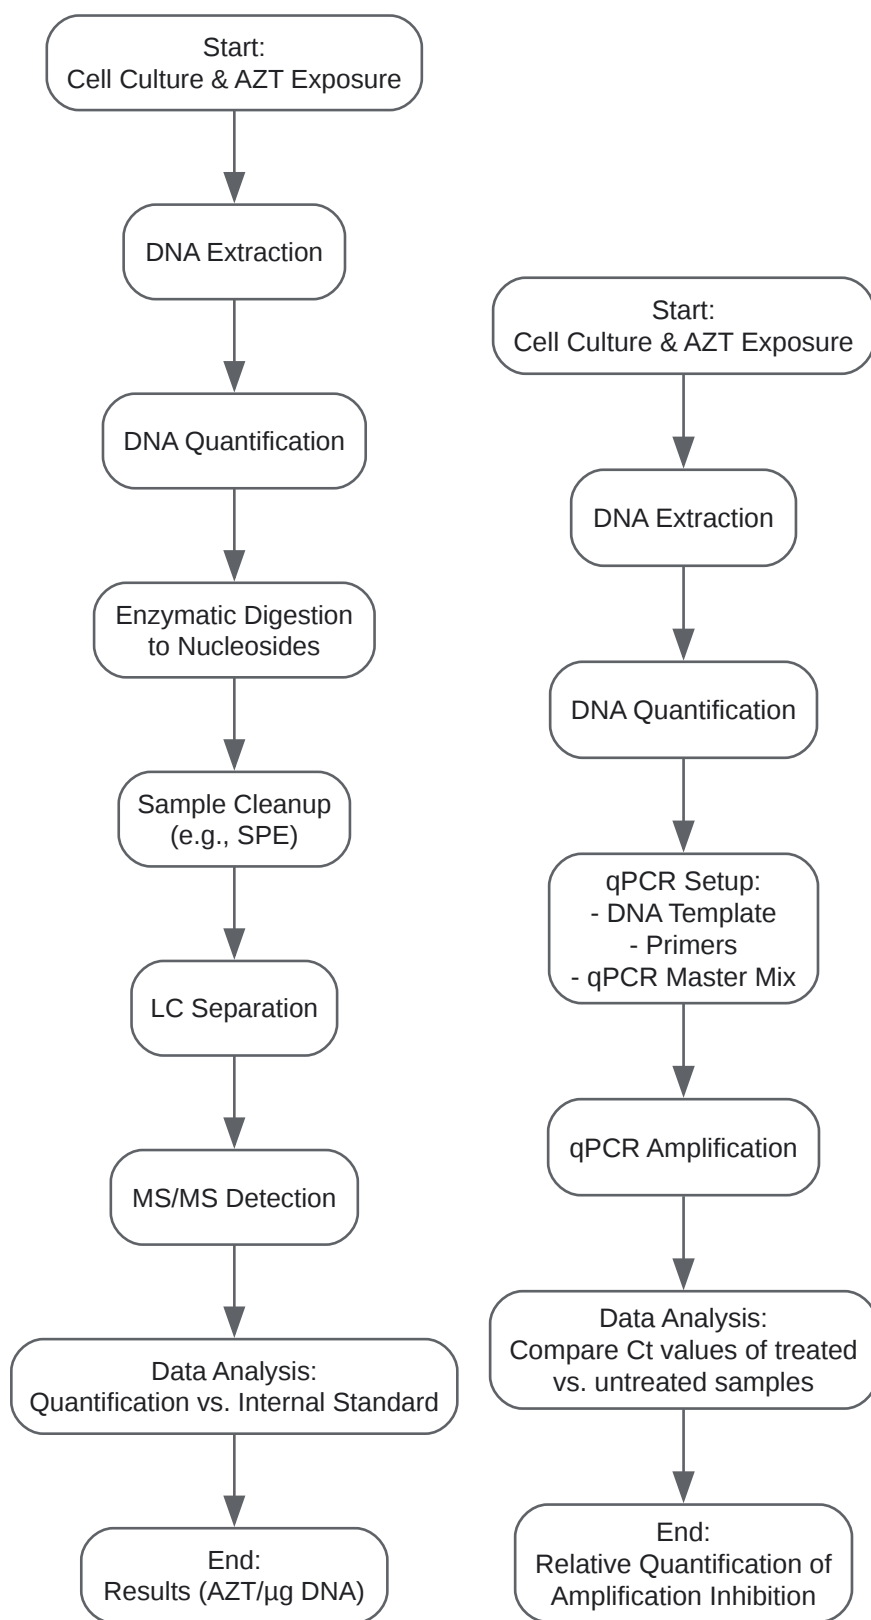 Start:
Cell Culture & AZT Exposure
DNA Extraction
DNA Quantification
Enzymatic Digestion
to Nucleosides
Sample Cleanup
(e.g., SPE)
LC Separation
MS/MS Detection
Data Analysis:
Quantification vs. Internal Standard
End:
Results (AZT/µg DNA)
Start:
Cell Culture & AZT Exposure
DNA Extraction
DNA Quantification
qPCR Setup:
- DNA Template
- Primers
- qPCR Master Mix
qPCR Amplification
Data Analysis:
Compare Ct values of treated
vs. untreated samples
End:
Relative Quantification of
Amplification Inhibition